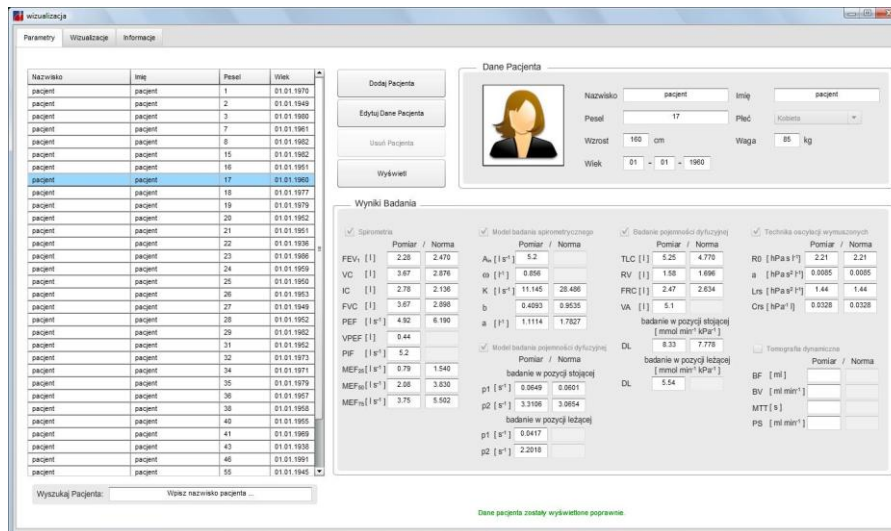 wizualizacja
Parametry Wizualizacje Informacje
Nazwisko Imię Pesel Wiek
pacjent pacjent 1 01.01.1970
pacjent pacjent 2 01.01.1949
pacjent pacjent 3 01.01.1980
pacjent pacjent 7 01.01.1961
pacjent pacjent 8 01.01.1982
pacjent pacjent 15 01.01.1982
pacjent pacjent 16 01.01.1951
pacjent pacjent 17 01.01.1960
pacjent pacjent 18 01.01.1977
pacjent pacjent 19 01.01.1979
pacjent pacjent 20 01.01.1952
pacjent pacjent 21 01.01.1951
pacjent pacjent 22 01.01.1936
pacjent pacjent 23 01.01.1986
pacjent pacjent 24 01.01.1959
pacjent pacjent 25 01.01.1950
pacjent pacjent 26 01.01.1953
pacjent pacjent 27 01.01.1949
pacjent pacjent 28 01.01.1952
pacjent pacjent 29 01.01.1982
pacjent pacjent 31 01.01.1952
pacjent pacjent 32 01.01.1973
pacjent pacjent 34 01.01.1971
pacjent pacjent 35 01.01.1979
pacjent pacjent 36 01.01.1957
pacjent pacjent 38 01.01.1958
pacjent pacjent 40 01.01.1955
pacjent pacjent 41 01.01.1969
pacjent pacjent 43 01.01.1938
pacjent pacjent 46 01.01.1991
pacjent pacjent 55 01.01.1945
Wyszukaj Pacjenta: Wpisz nazwisko pacjenta ...
Dodaj Pacjenta
Edytuj Dane Pacjenta
Usuń Pacjenta
Wyświetl
Dane Pacjenta
Nazwisko pacjent Imię pacjent
Pesel 17 Płeć Kobieta
Wzrost 160 cm Waga 85 kg
Wiek 01 - 01 - 1960
Wyniki Badania
Spirometria
Pomiar / Norma
FEV₁ [l] 2.28 2.470
VC [l] 3.67 2.876
IC [l] 2.78 2.136
FVC [l] 3.67 2.898
PEF [l s⁻¹] 4.92 6.190
VPEF [l] 0.44
PIF [l s⁻¹] 5.2
MEF₂₅ [l s⁻¹] 0.79 1.540
MEF₅₀ [l s⁻¹] 2.08 3.830
MEF₇₅ [l s⁻¹] 3.75 5.502
Model badania spirometrycznego
Pomiar / Norma
[l s⁻¹] 5.2
ω [l⁻¹] 0.856
K [l s⁻¹] 11.145 28.486
b 0.4093 0.9535
a [l⁻¹] 1.1114 1.7827
Model badania pojemności dyfuzyjnej
Pomiar / Norma
badanie w pozycji stojącej
p1 [s⁻¹] 0.0649 0.0601
p2 [s⁻¹] 3.3106 3.0654
badanie w pozycji leżącej
p1 [s⁻¹] 0.0417
p2 [s⁻¹] 2.2018
Badanie pojemności dyfuzyjnej
Pomiar / Norma
TLC [l] 5.25 4.770
RV [l] 1.58 1.696
FRC [l] 2.47 2.634
VA [l] 5.1
badanie w pozycji stojącej
[ mmol min⁻¹ kPa⁻¹ ]
DL 8.33 7.778
badanie w pozycji leżącej
[ mmol min⁻¹ kPa⁻¹ ]
DL 5.54
Technika oscylacji wymuszonych
Pomiar / Norma
R0 [ hPa s l⁻¹] 2.21 2.21
a [ hPa s² l⁻¹] 0.0085 0.0085
Lrs [ hPa s² l⁻¹] 1.44 1.44
Crs [ hPa⁻¹ l] 0.0328 0.0328
Tomografia dynamiczna
Pomiar / Norma
BF [ ml min⁻¹ ]
BV [ ml min⁻¹ ]
MTT [ s ]
PS [ ml min⁻¹ ]
Dane pacjenta zostały wyświetlone poprawnie.